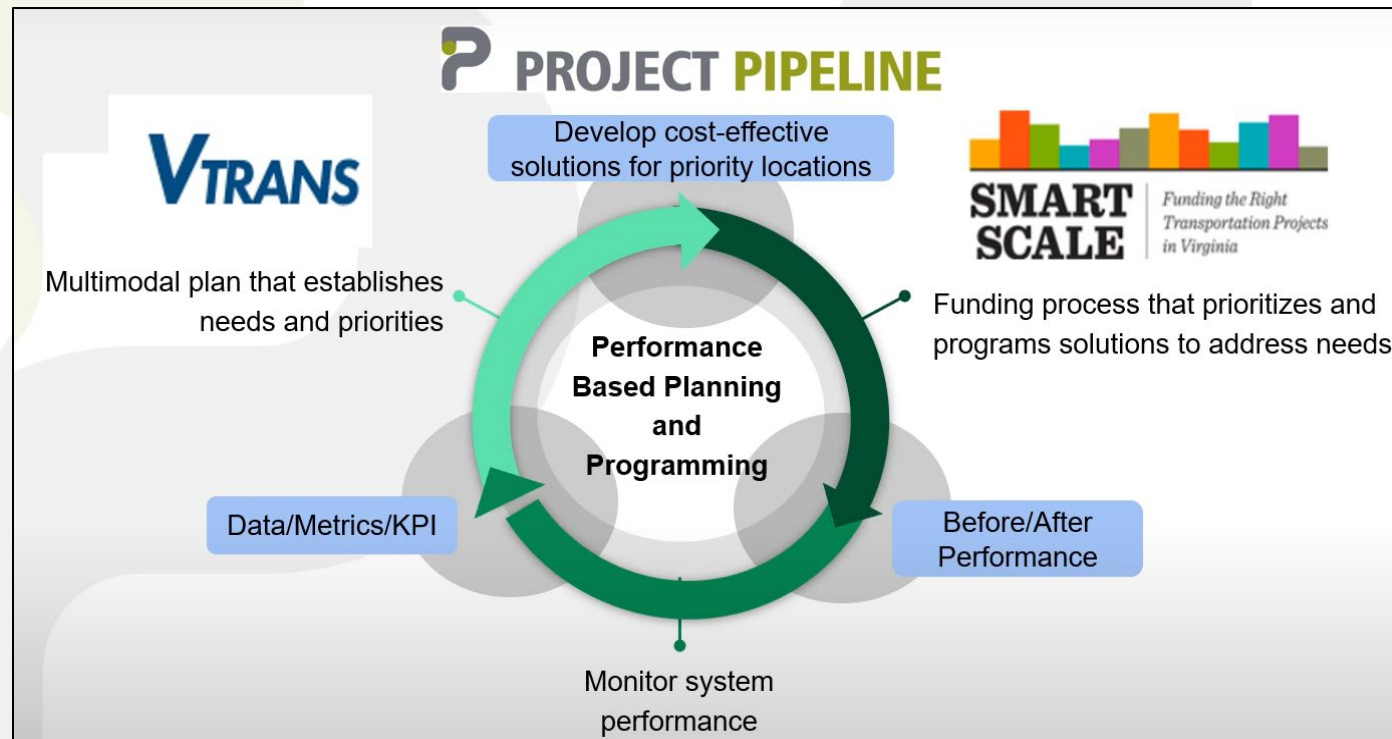 PROJECT PIPELINE
Develop cost-effective
solutions for priority locations
VTRANS
Multimodal plan that establishes
needs and priorities
SMART
SCALE
Funding the Right
Transportation Projects
in Virginia
Funding process that prioritizes and
programs solutions to address needs
Performance
Based Planning
and
Programming
Data/Metrics/KPI
Before/After
Performance
Monitor system
performance